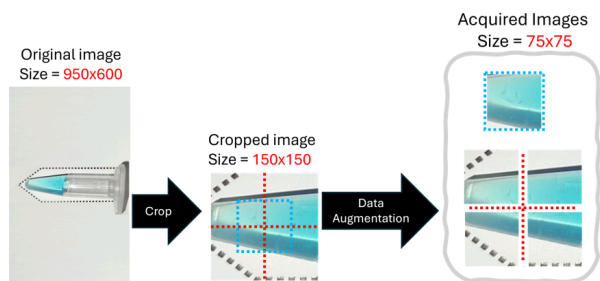 Original image
Size = 950x600
Crop
Cropped image
Size = 150x150
Data
Augmentation
Acquired Images
Size = 75x75